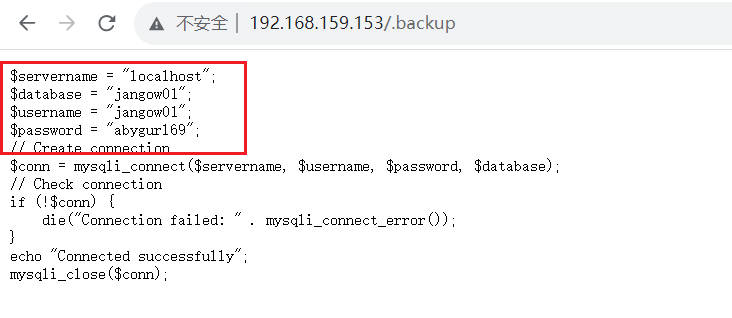 不安全 | 192.168.159.153/.backup
$servername = "localhost";
$database = "jangow01";
$username = "jangow01";
$password = "abygurl69";
// Create connection
$conn = mysqli_connect($servername, $username, $password, $database);
// Check connection
if (!$conn) {
    die("Connection failed: " . mysqli_connect_error());
}
echo "Connected successfully";
mysqli_close($conn);